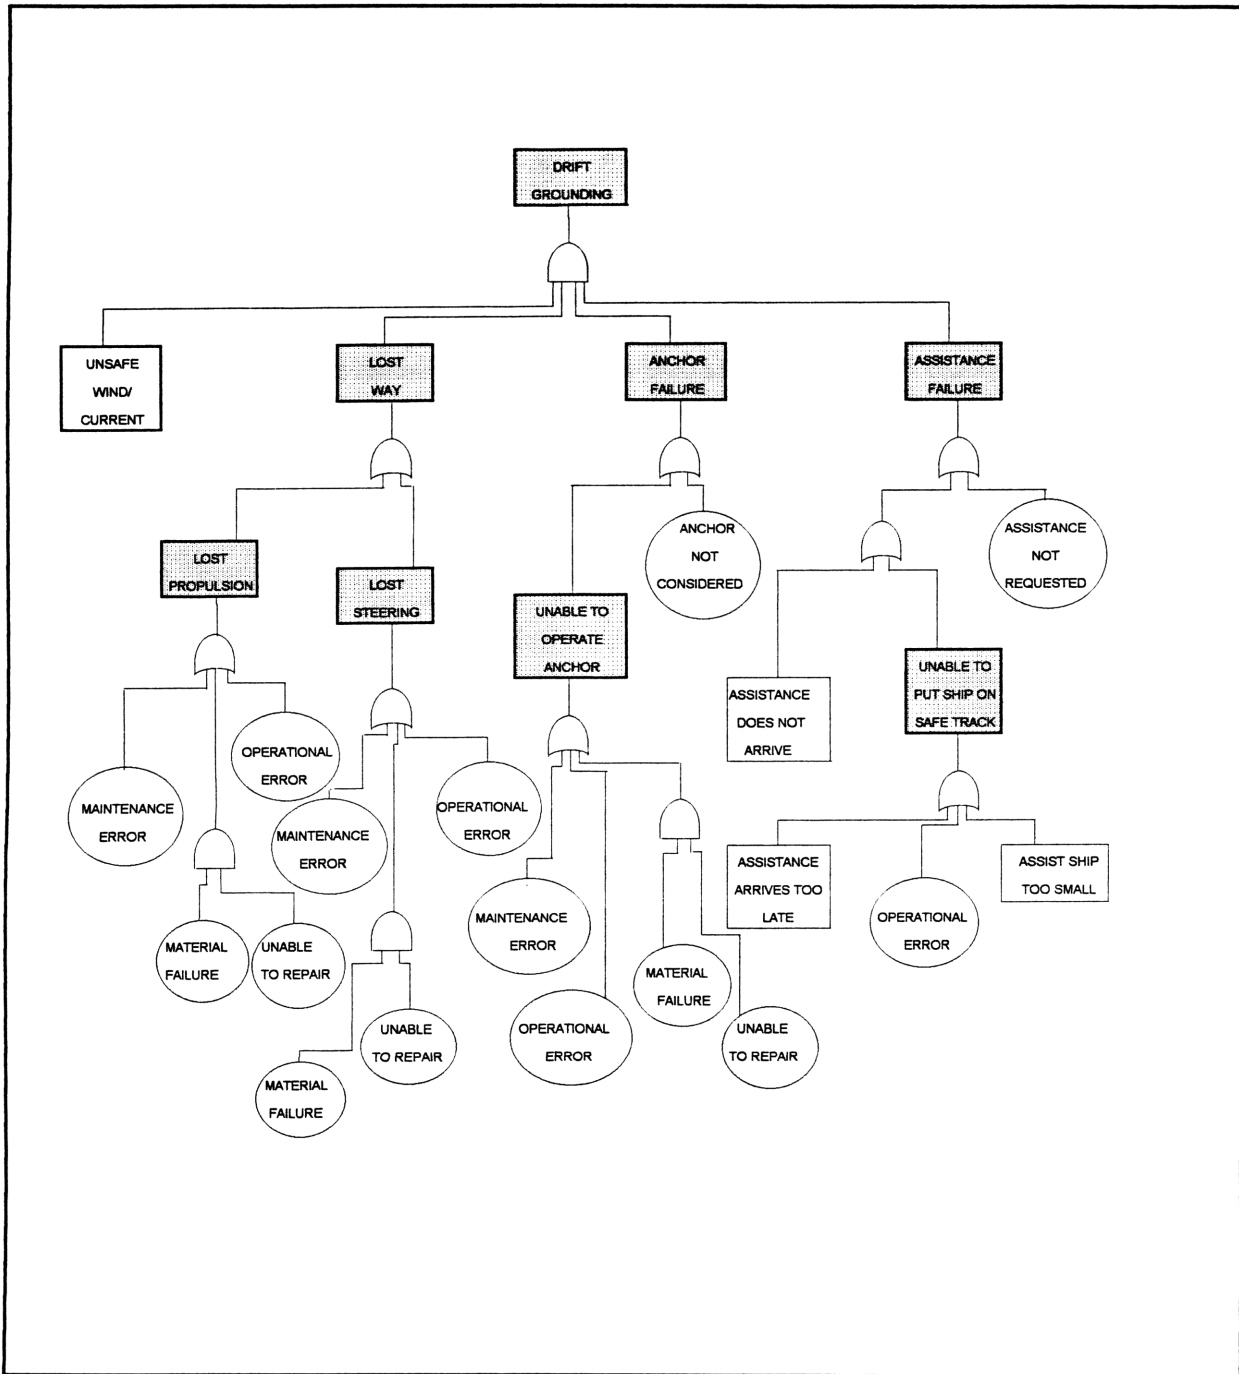 DRIFT
GROUNDING
UNSAFE
WIND/
CURRENT
LOST
WAY
ANCHOR
FAILURE
ASSISTANCE
FAILURE
LOST
PROPULSION
LOST
STEERING
UNABLE TO
OPERATE
ANCHOR
ANCHOR
NOT
CONSIDERED
ASSISTANCE
NOT
REQUESTED
ASSISTANCE
DOES NOT
ARRIVE
UNABLE TO
PUT SHIP ON
SAFE TRACK
MAINTENANCE
ERROR
OPERATIONAL
ERROR
MAINTENANCE
ERROR
OPERATIONAL
ERROR
MATERIAL
FAILURE
UNABLE
TO REPAIR
MATERIAL
FAILURE
UNABLE
TO REPAIR
MAINTENANCE
ERROR
OPERATIONAL
ERROR
MATERIAL
FAILURE
UNABLE
TO REPAIR
ASSISTANCE
ARRIVES TOO
LATE
OPERATIONAL
ERROR
ASSIST SHIP
TOO SMALL